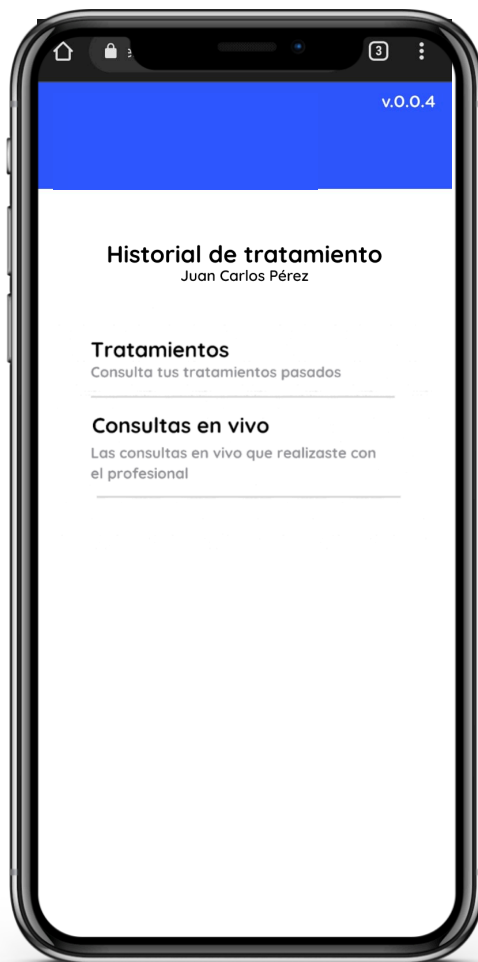 3
v.0.0.4
Historial de tratamiento
Juan Carlos Pérez
Tratamientos
Consulta tus tratamientos pasados
Consultas en vivo
Las consultas en vivo que realizaste con
el profesional